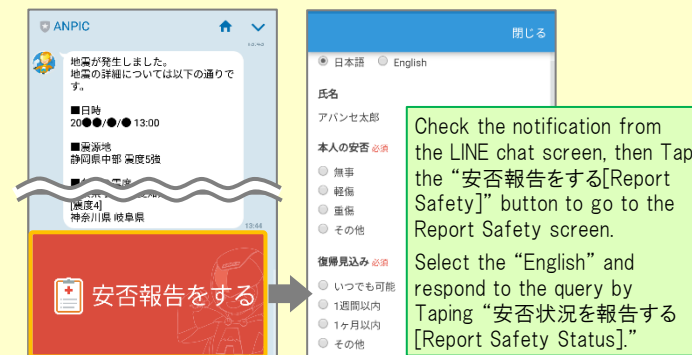 ANPIC
地震が発生しました。
地震の詳細については以下の通りで
す。
■日時
20●●/●/● 13:00
■震源地
静岡県中部 震度5強
[震度4]
神奈川県 岐阜県
13:44
安否報告をする
閉じる
日本語 English
氏名
アバンセ太郎
本人の安否 必須
無事
軽傷
重傷
その他
復帰見込み 必須
いつでも可能
1週間以内
1ヶ月以内
その他
Check the notification from
the LINE chat screen, then Tap
the “安否報告をする[Report
Safety]” button to go to the
Report Safety screen.
Select the “English” and
respond to the query by
Taping “安否状況を報告する
[Report Safety Status].”